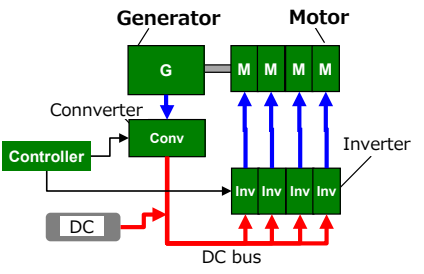 Generator
Motor
G
M M M M
Connverter
Conv
Inverter
Controller
Inv Inv Inv Inv
DC
DC bus